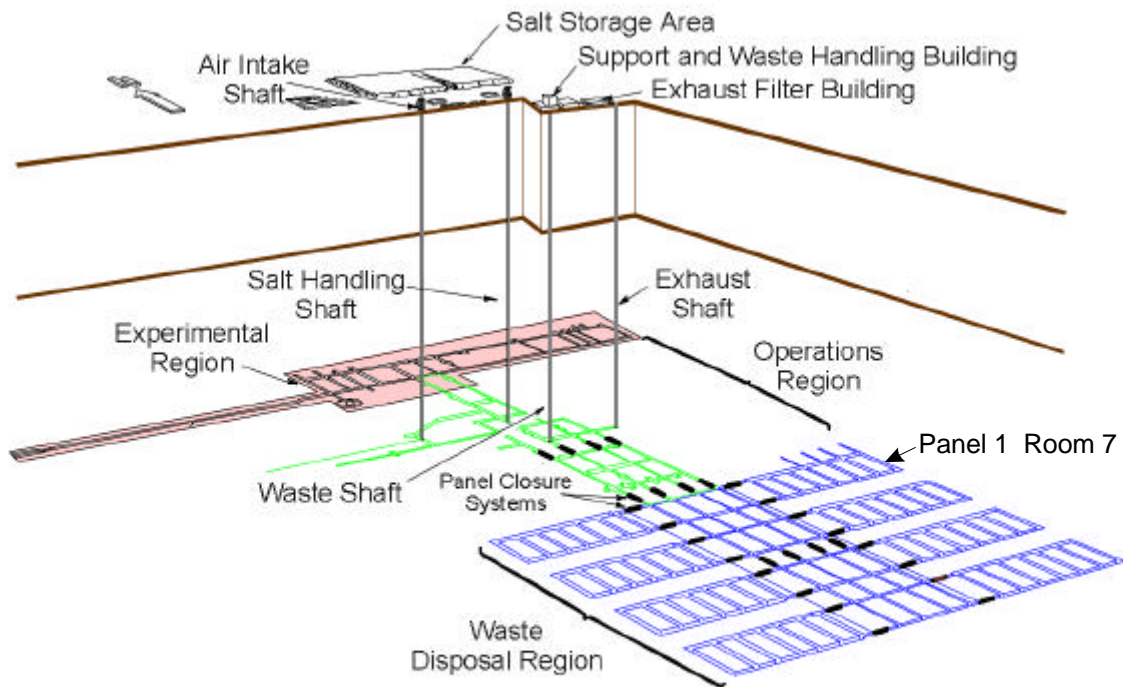 Salt Storage Area
Air Intake
Shaft
Support and Waste Handling Building
Exhaust Filter Building
Salt Handling
Shaft
Exhaust
Shaft
Experimental
Region
Operations
Region
Panel 1 Room 7
Waste Shaft
Panel Closure
Systems
Waste
Disposal Region